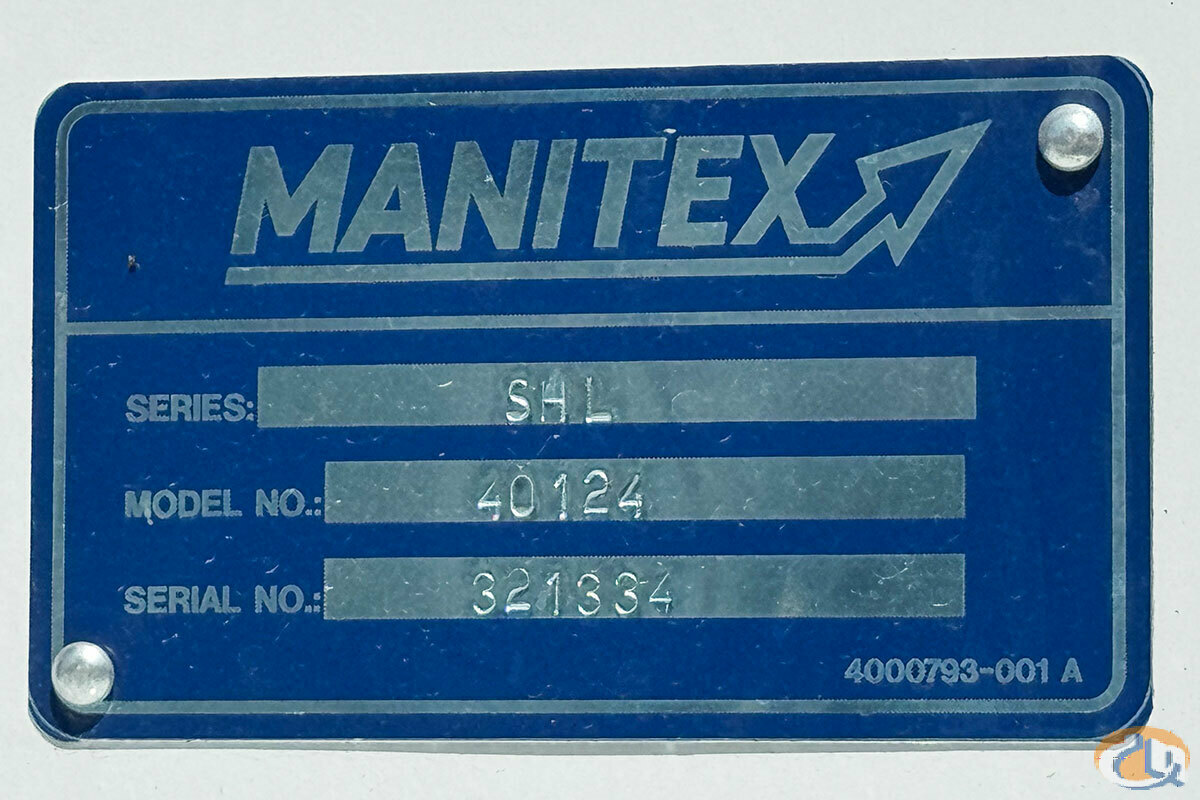 MANITEX
SERIES: SHL
MODEL NO.: 40124
SERIAL NO.: 321334
4000793-001 A